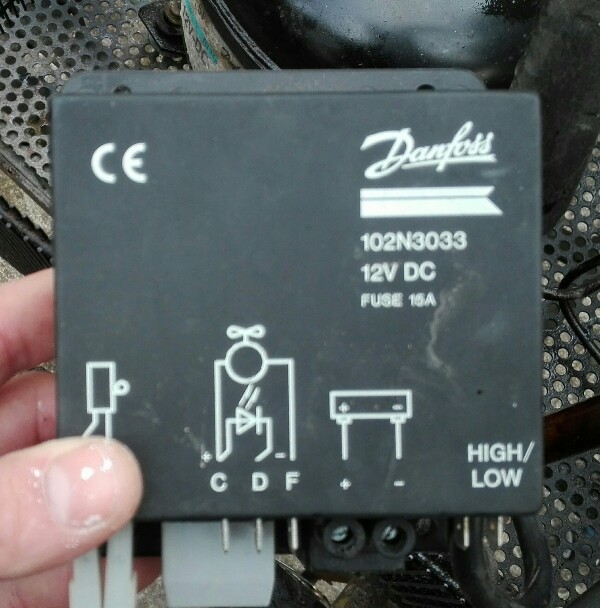 CE
Danfoss
102N3033
12V DC
FUSE 15A
+ -
+ -
C D F
+ -
HIGH/
LOW